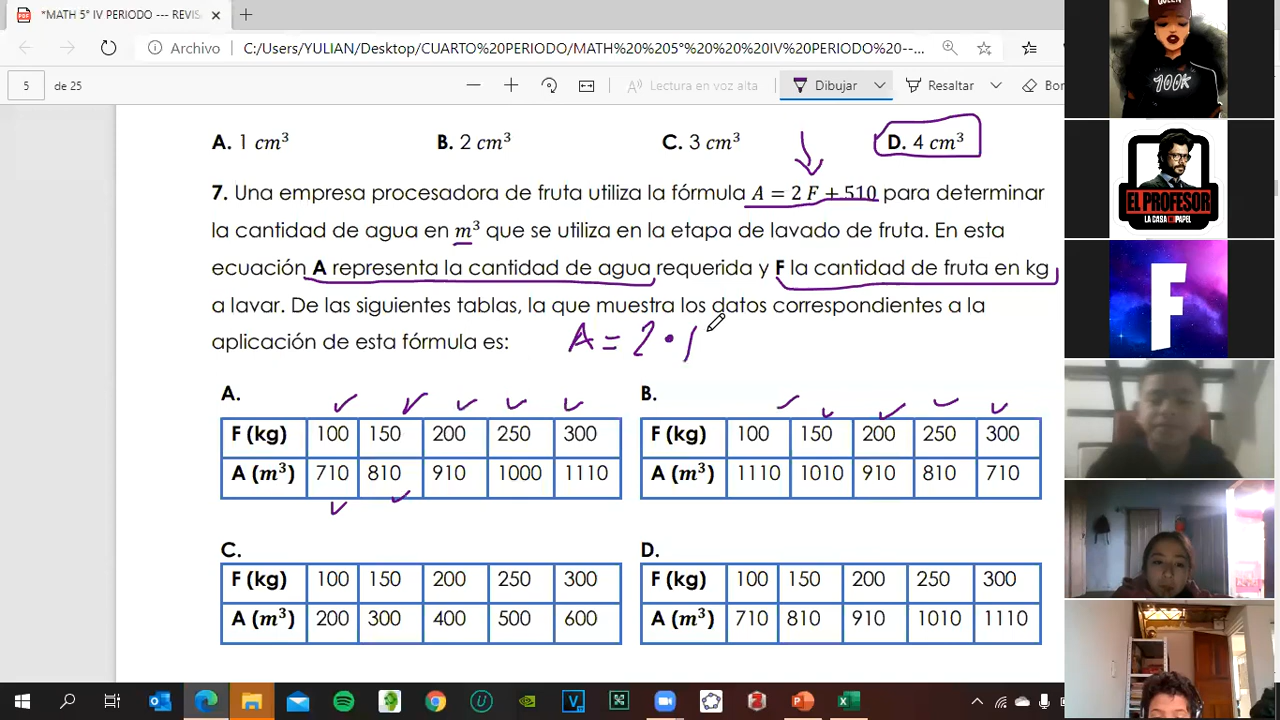 *MATH 5° IV PERIODO --- REVIS
Archivo
C:/Users/YULIAN/Desktop/CUARTO%20PERIODO/MATH%20%205°%20%20%20IV%20PERIODO%20--...
5
de 25
Lectura en voz alta
Dibujar
Resaltar
Bor
A. 1 cm³
B. 2 cm³
C. 3 cm³
D. 4 cm³
7. Una empresa procesadora de fruta utiliza la fórmula A = 2 F + 510 para determinar
la cantidad de agua en m³ que se utiliza en la etapa de lavado de fruta. En esta
ecuación A representa la cantidad de agua requerida y F la cantidad de fruta en kg
a lavar. De las siguientes tablas, la que muestra los datos correspondientes a la
aplicación de esta fórmula es:
A = 2 • 1
A.
F (kg) 100 150 200 250 300
A (m³) 710 810 910 1000 1110
B.
F (kg) 100 150 200 250 300
A (m³) 1110 1010 910 810 710
C.
F (kg) 100 150 200 250 300
A (m³) 200 300 400 500 600
D.
F (kg) 100 150 200 250 300
A (m³) 710 810 910 1010 1110
QUEEN
100K
EL PROFESOR
LA CASA DE PAPEL
F